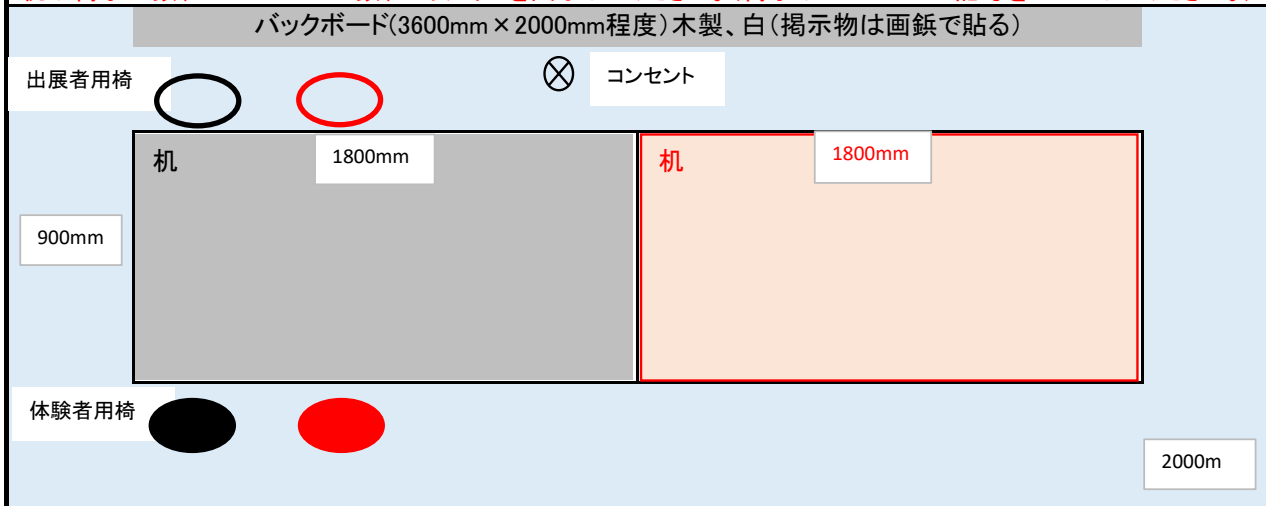 バックボード(3600mm×2000mm程度)木製、白(掲示物は画鋲で貼る)
出展者用椅
コンセント
机
1800mm
机
1800mm
900mm
体験者用椅
2000m